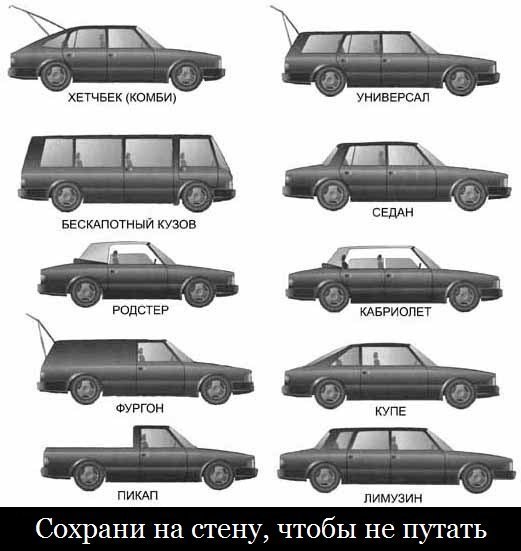 ХЕТЧБЕК (КОМБИ)
УНИВЕРСАЛ
БЕСКАПОТНЫЙ КУЗОВ
СЕДАН
РОДСТЕР
КАБРИОЛЕТ
ФУРГОН
КУПЕ
ПИКАП
ЛИМУЗИН
Сохрани на стену, чтобы не путать